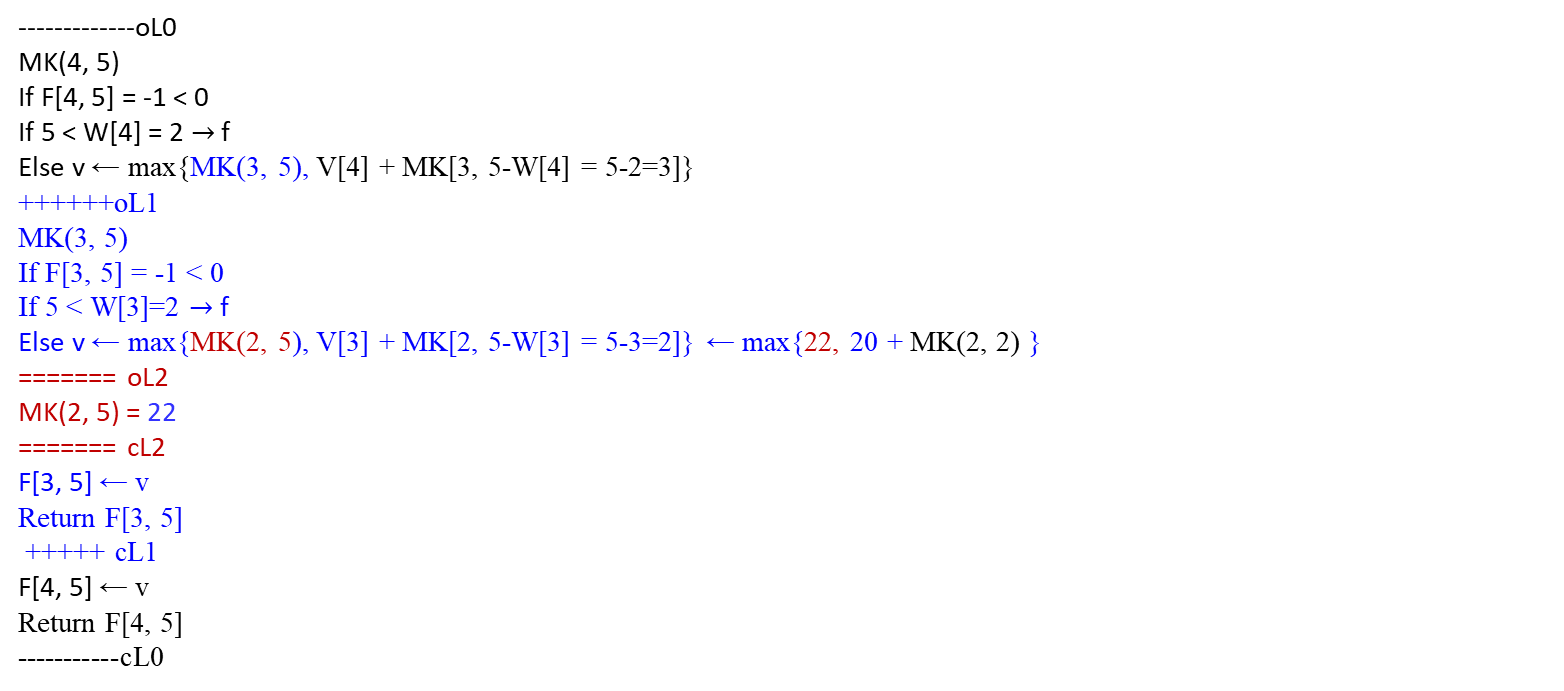 -------------oL0
MK(4, 5)
If F[4, 5] = -1 < 0
If 5 < W[4] = 2 → f
Else v ← max{MK(3, 5), V[4] + MK[3, 5-W[4] = 5-2=3]}
++++++oL1
MK(3, 5)
If F[3, 5] = -1 < 0
If 5 < W[3]=2 → f
Else v ← max{MK(2, 5), V[3] + MK[2, 5-W[3] = 5-3=2]} ← max{22, 20 + MK(2, 2) }
======= oL2
MK(2, 5) = 22
======= cL2
F[3, 5] ← v
Return F[3, 5]
+++++ cL1
F[4, 5] ← v
Return F[4, 5]
-----------cL0